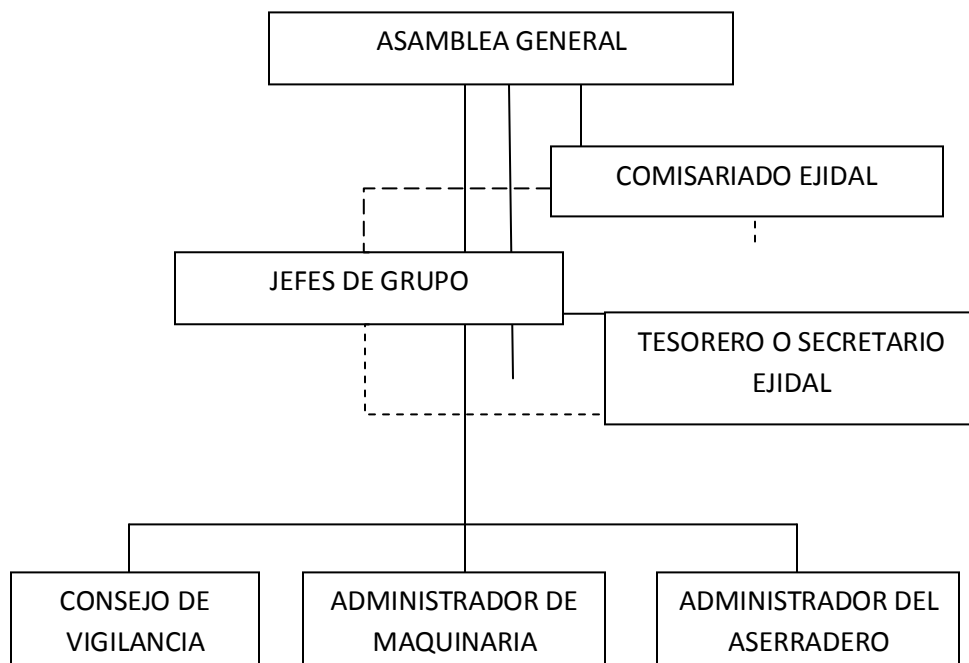 ASAMBLEA GENERAL
COMISARIADO EJIDAL
JEFES DE GRUPO
TESORERO O SECRETARIO
EJIDAL
CONSEJO DE
VIGILANCIA
ADMINISTRADOR DE
MAQUINARIA
ADMINISTRADOR DEL
ASERRADERO